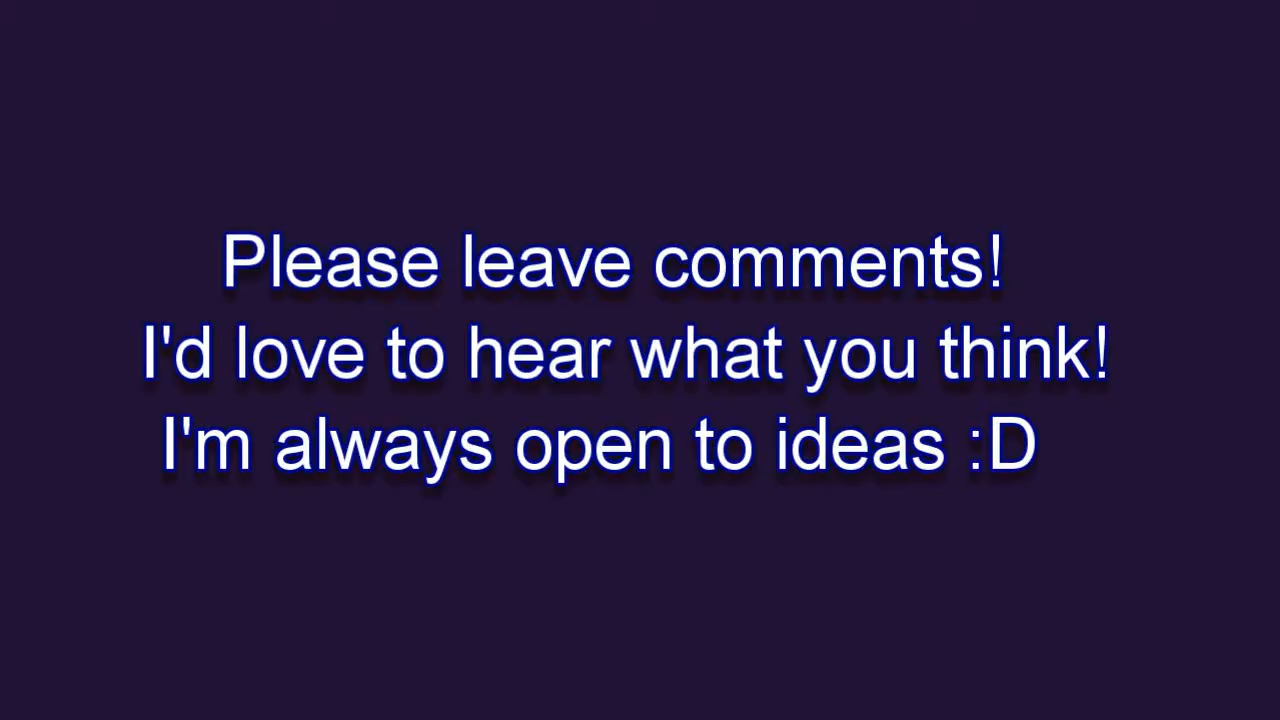 Please leave comments!
I'd love to hear what you think!
I'm always open to ideas :D